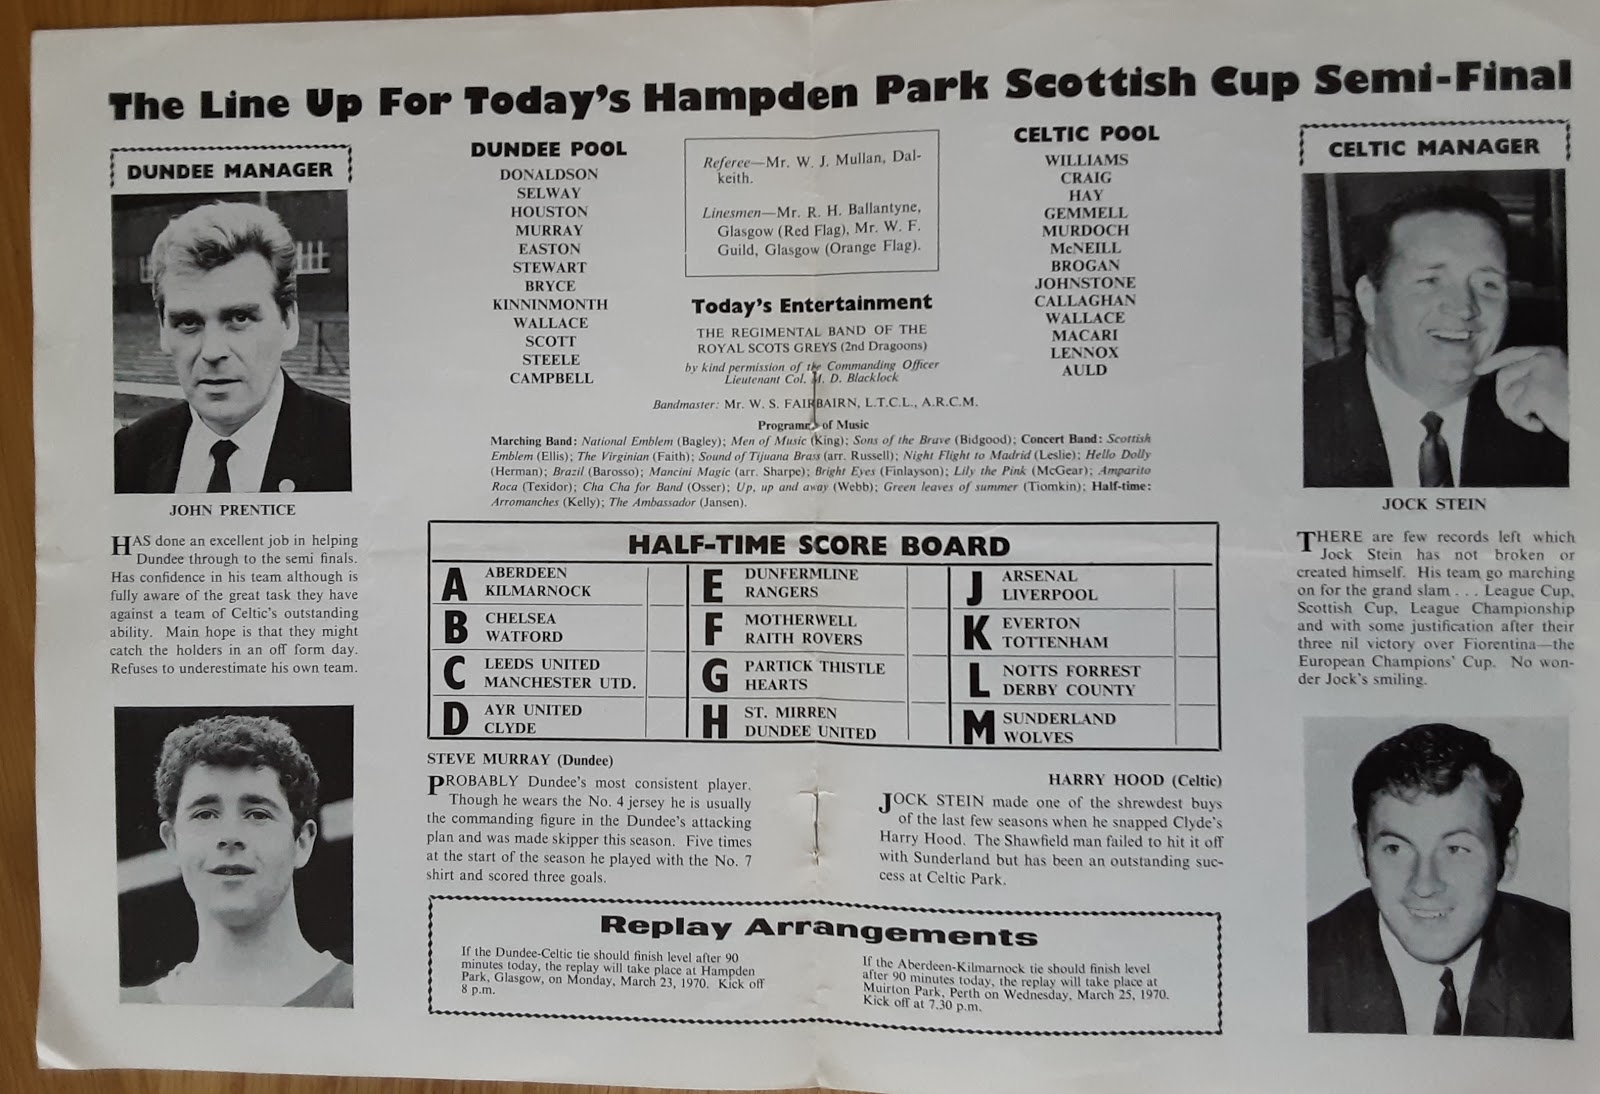 The Line Up For Today's Hampden Park Scottish Cup Semi-Final
DUNDEE MANAGER
JOHN PRENTICE
HAS done an excellent job in helping
Dundee through to the semi finals.
Has confidence in his team although is
fully aware of the great task they have
against a team of Celtic's outstanding
ability. Main hope is that they might
catch the holders in an off form day.
Refuses to underestimate his own team.
DUNDEE POOL
DONALDSON
SELWAY
HOUSTON
MURRAY
EASTON
STEWART
BRYCE
KINNINMONTH
WALLACE
SCOTT
STEELE
CAMPBELL
Referee—Mr. W. J. Mullan, Dal-
keith.
Linesmen—Mr. R. H. Ballantyne,
Glasgow (Red Flag), Mr. W. F.
Guild, Glasgow (Orange Flag).
Today's Entertainment
THE REGIMENTAL BAND OF THE
ROYAL SCOTS GREYS (2nd Dragoons)
by kind permission of the Commanding Officer
Lieutenant Col. M. D. Blacklock
Bandmaster: Mr. W. S. FAIRBAIRN, L.T.C.L., A.R.C.M.
Programme of Music
Marching Band: National Emblem (Bagley); Men of Music (King); Sons of the Brave (Bidgood); Concert Band: Scottish
Emblem (Ellis); The Virginian (Faith); Sound of Tijuana Brass (arr. Russell); Night Flight to Madrid (Leslie); Hello Dolly
(Herman); Brazil (Barosso); Mancini Magic (arr. Sharpe); Bright Eyes (Finlayson); Lily the Pink (McGear); Amparito
Roca (Texidor); Cha Cha for Band (Osser); Up, up and away (Webb); Green leaves of summer (Tiomkin); Half-time:
Arromanches (Kelly); The Ambassador (Jansen).
CELTIC POOL
WILLIAMS
CRAIG
HAY
GEMMELL
MURDOCH
McNEILL
BROGAN
JOHNSTONE
CALLAGHAN
WALLACE
MACARI
LENNOX
AULD
CELTIC MANAGER
JOCK STEIN
THERE are few records left which
Jock Stein has not broken or
created himself. His team go marching
on for the grand slam . . . League Cup,
Scottish Cup, League Championship
and with some justification after their
three nil victory over Fiorentina—the
European Champions' Cup. No won-
der Jock's smiling.
HALF-TIME SCORE BOARD
A ABERDEEN
KILMARNOCK
B CHELSEA
WATFORD
C LEEDS UNITED
MANCHESTER UTD.
D AYR UNITED
CLYDE
E DUNFERMLINE
RANGERS
F MOTHERWELL
RAITH ROVERS
G PARTICK THISTLE
HEARTS
H ST. MIRREN
DUNDEE UNITED
J ARSENAL
LIVERPOOL
K EVERTON
TOTTENHAM
L NOTTS FORREST
DERBY COUNTY
M SUNDERLAND
WOLVES
STEVE MURRAY (Dundee)
PROBABLY Dundee's most consistent player.
Though he wears the No. 4 jersey he is usually
the commanding figure in the Dundee's attacking
plan and was made skipper this season. Five times
at the start of the season he played with the No. 7
shirt and scored three goals.
HARRY HOOD (Celtic)
JOCK STEIN made one of the shrewdest buys
of the last few seasons when he snapped Clyde's
Harry Hood. The Shawfield man failed to hit it off
with Sunderland but has been an outstanding suc-
cess at Celtic Park.
Replay Arrangements
If the Dundee-Celtic tie should finish level after 90
minutes today, the replay will take place at Hampden
Park, Glasgow, on Monday, March 23, 1970. Kick off
8 p.m.
If the Aberdeen-Kilmarnock tie should finish level
after 90 minutes today, the replay will take place at
Muirton Park, Perth on Wednesday, March 25, 1970.
Kick off at 7.30 p.m.